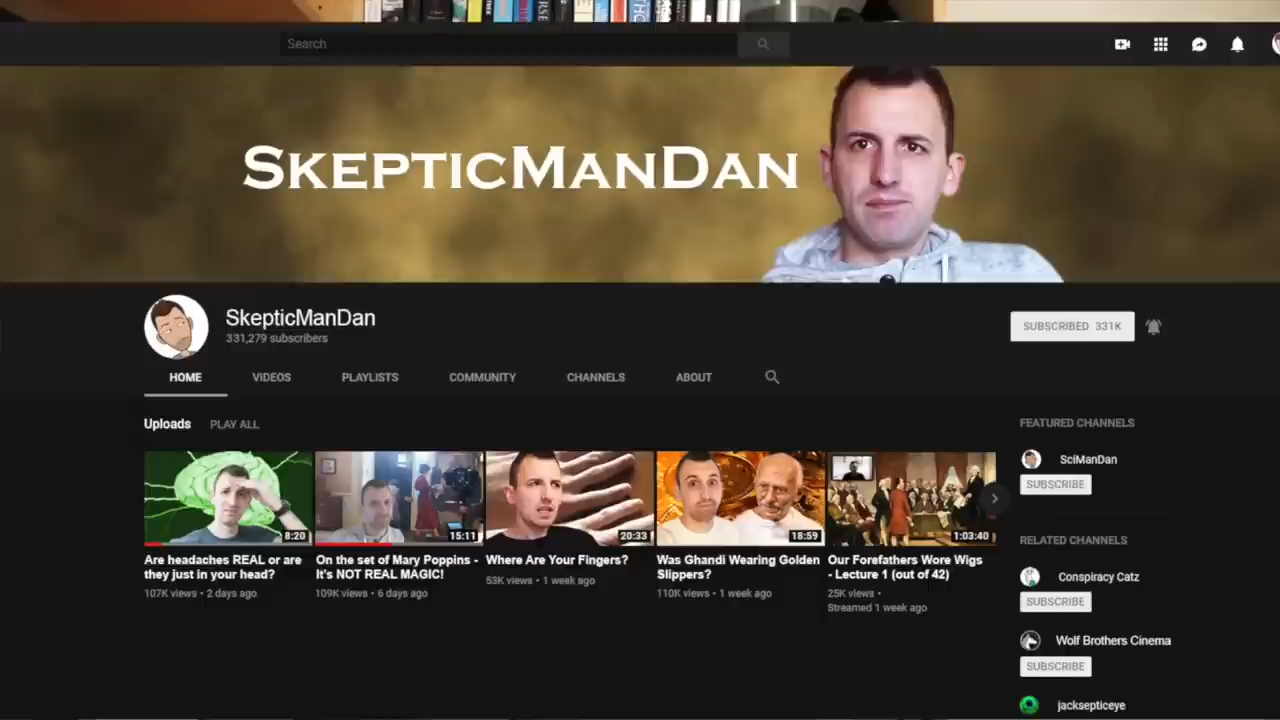 Search
SKEPTICMANDAN
SkepticManDan
331,279 subscribers
SUBSCRIBED 331K
HOME VIDEOS PLAYLISTS COMMUNITY CHANNELS ABOUT
Uploads PLAY ALL
8:20
15:11
20:33
18:59
1:03:40
Are headaches REAL or are
they just in your head?
107K views • 2 days ago
On the set of Mary Poppins -
It's NOT REAL MAGIC!
109K views • 6 days ago
Where Are Your Fingers?
53K views • 1 week ago
Was Ghandi Wearing Golden
Slippers?
110K views • 1 week ago
Our Forefathers Wore Wigs
- Lecture 1 (out of 42)
25K views •
Streamed 1 week ago
FEATURED CHANNELS
SciManDan
SUBSCRIBE
RELATED CHANNELS
Conspiracy Catz
SUBSCRIBE
Wolf Brothers Cinema
SUBSCRIBE
jacksepticeye